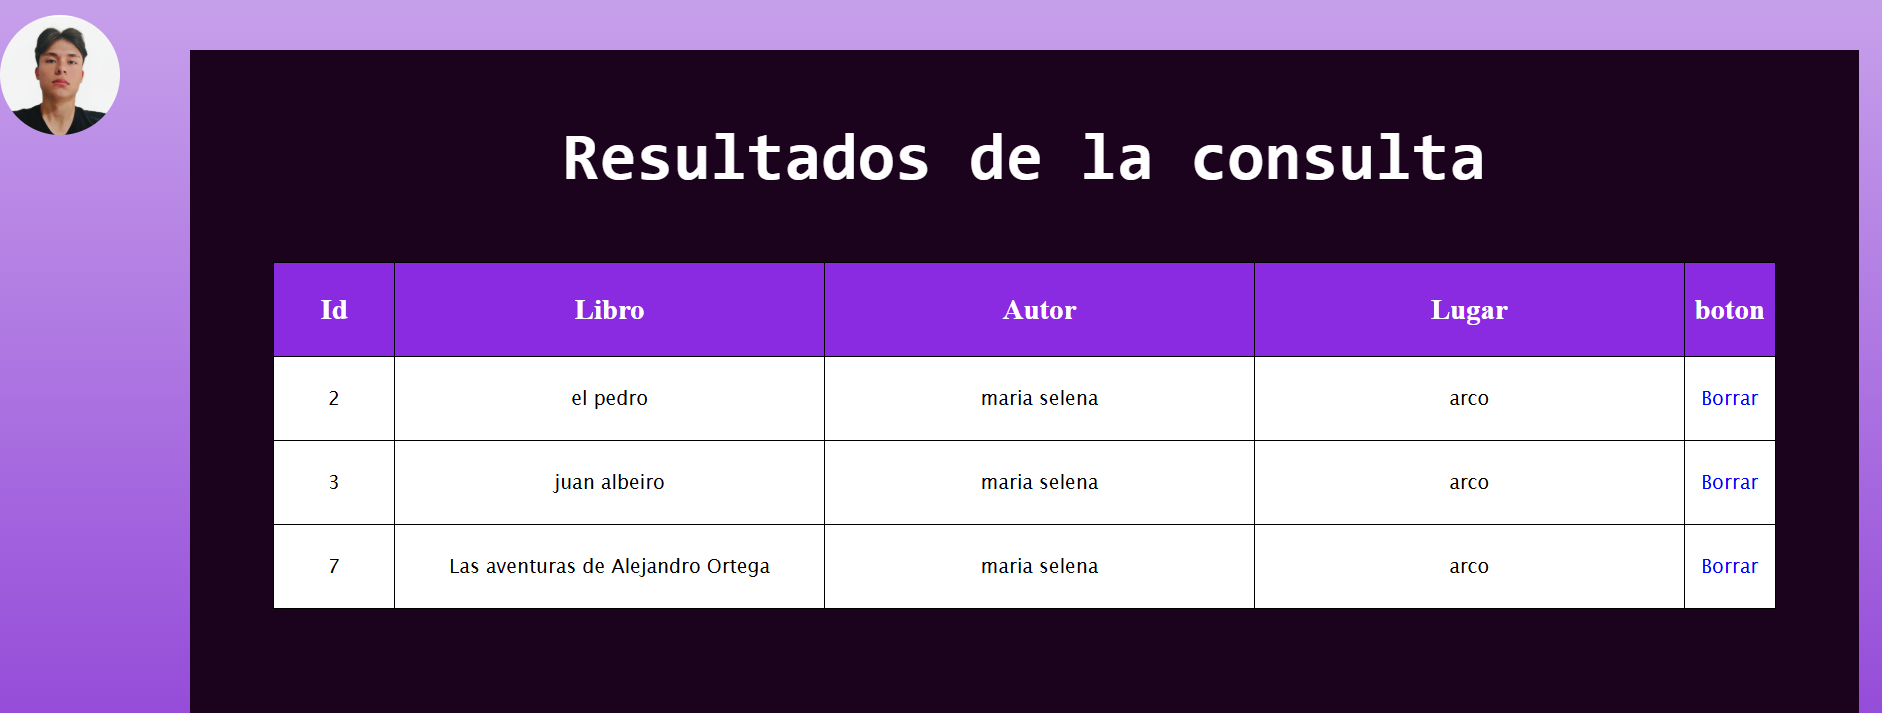 Resultados de la consulta
Id Libro Autor Lugar boton
2 el pedro maria selena arco Borrar
3 juan albeiro maria selena arco Borrar
7 Las aventuras de Alejandro Ortega maria selena arco Borrar